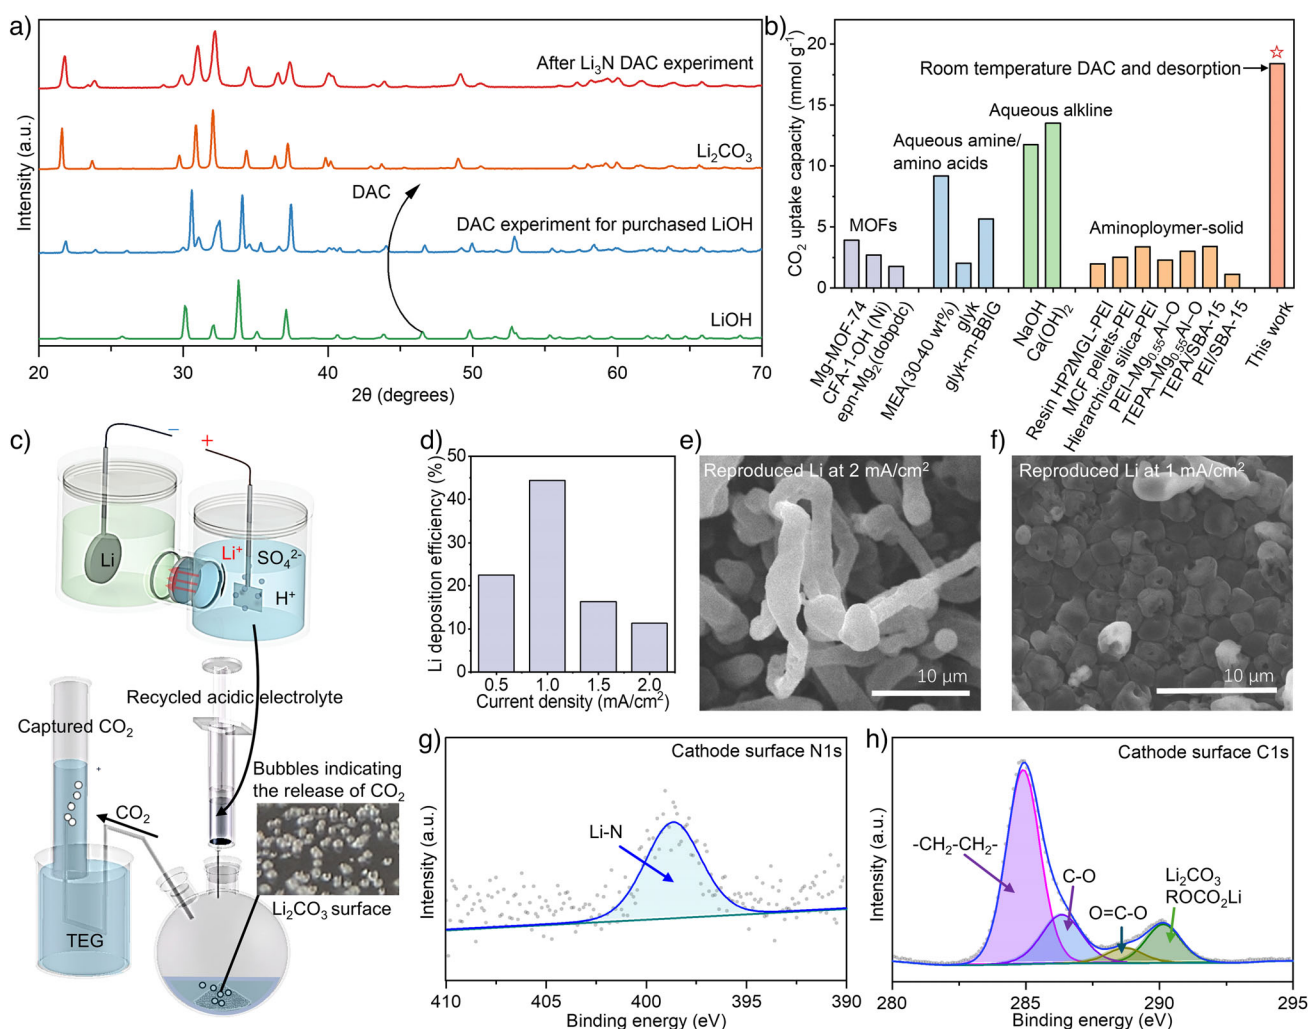 a)
Intensity (a.u.)
After Li₃N DAC experiment
Li₂CO₃
DAC
DAC experiment for purchased LiOH
LiOH
20 30 40 50 60 70
2θ (degrees)
b)
CO₂ uptake capacity (mmol g⁻¹)
20
15
10
5
0
Room temperature DAC and desorption
Aqueous alkline
Aqueous amine/
amino acids
MOFs
Aminoploymer-solid
Mg-MOF-74
CFA-1-OH (Ni)
epn-Mg₂(dobpdc)
MEA(30-40 wt%)
glyk
glyk-m-BBIG
NaOH
Ca(OH)₂
Resin HP2MGL-PEI
MCF pellets-PEI
Hierarchical silica-PEI
PEI–Mg₀.₅₅Al–O
TEPA–Mg₀.₅₅Al–O
TEPA/SBA-15
PEI/SBA-15
This work
c)
−
+
Li
Li⁺
SO₄²⁻
H⁺
Recycled acidic electrolyte
Captured CO₂
+
Bubbles indicating
the release of CO₂
CO₂
Li₂CO₃ surface
TEG
d)
Li deposition efficiency (%)
50
40
30
20
10
0
0.5 1.0 1.5 2.0
Current density (mA/cm²)
e)
Reproduced Li at 2 mA/cm²
10 μm
f)
Reproduced Li at 1 mA/cm²
10 μm
g)
Cathode surface N1s
Intensity (a.u.)
Li-N
410 405 400 395 390
Binding energy (eV)
h)
Cathode surface C1s
Intensity (a.u.)
-CH₂-CH₂-
C-O
O=C-O
Li₂CO₃
ROCO₂Li
280 285 290 295
Binding energy (eV)